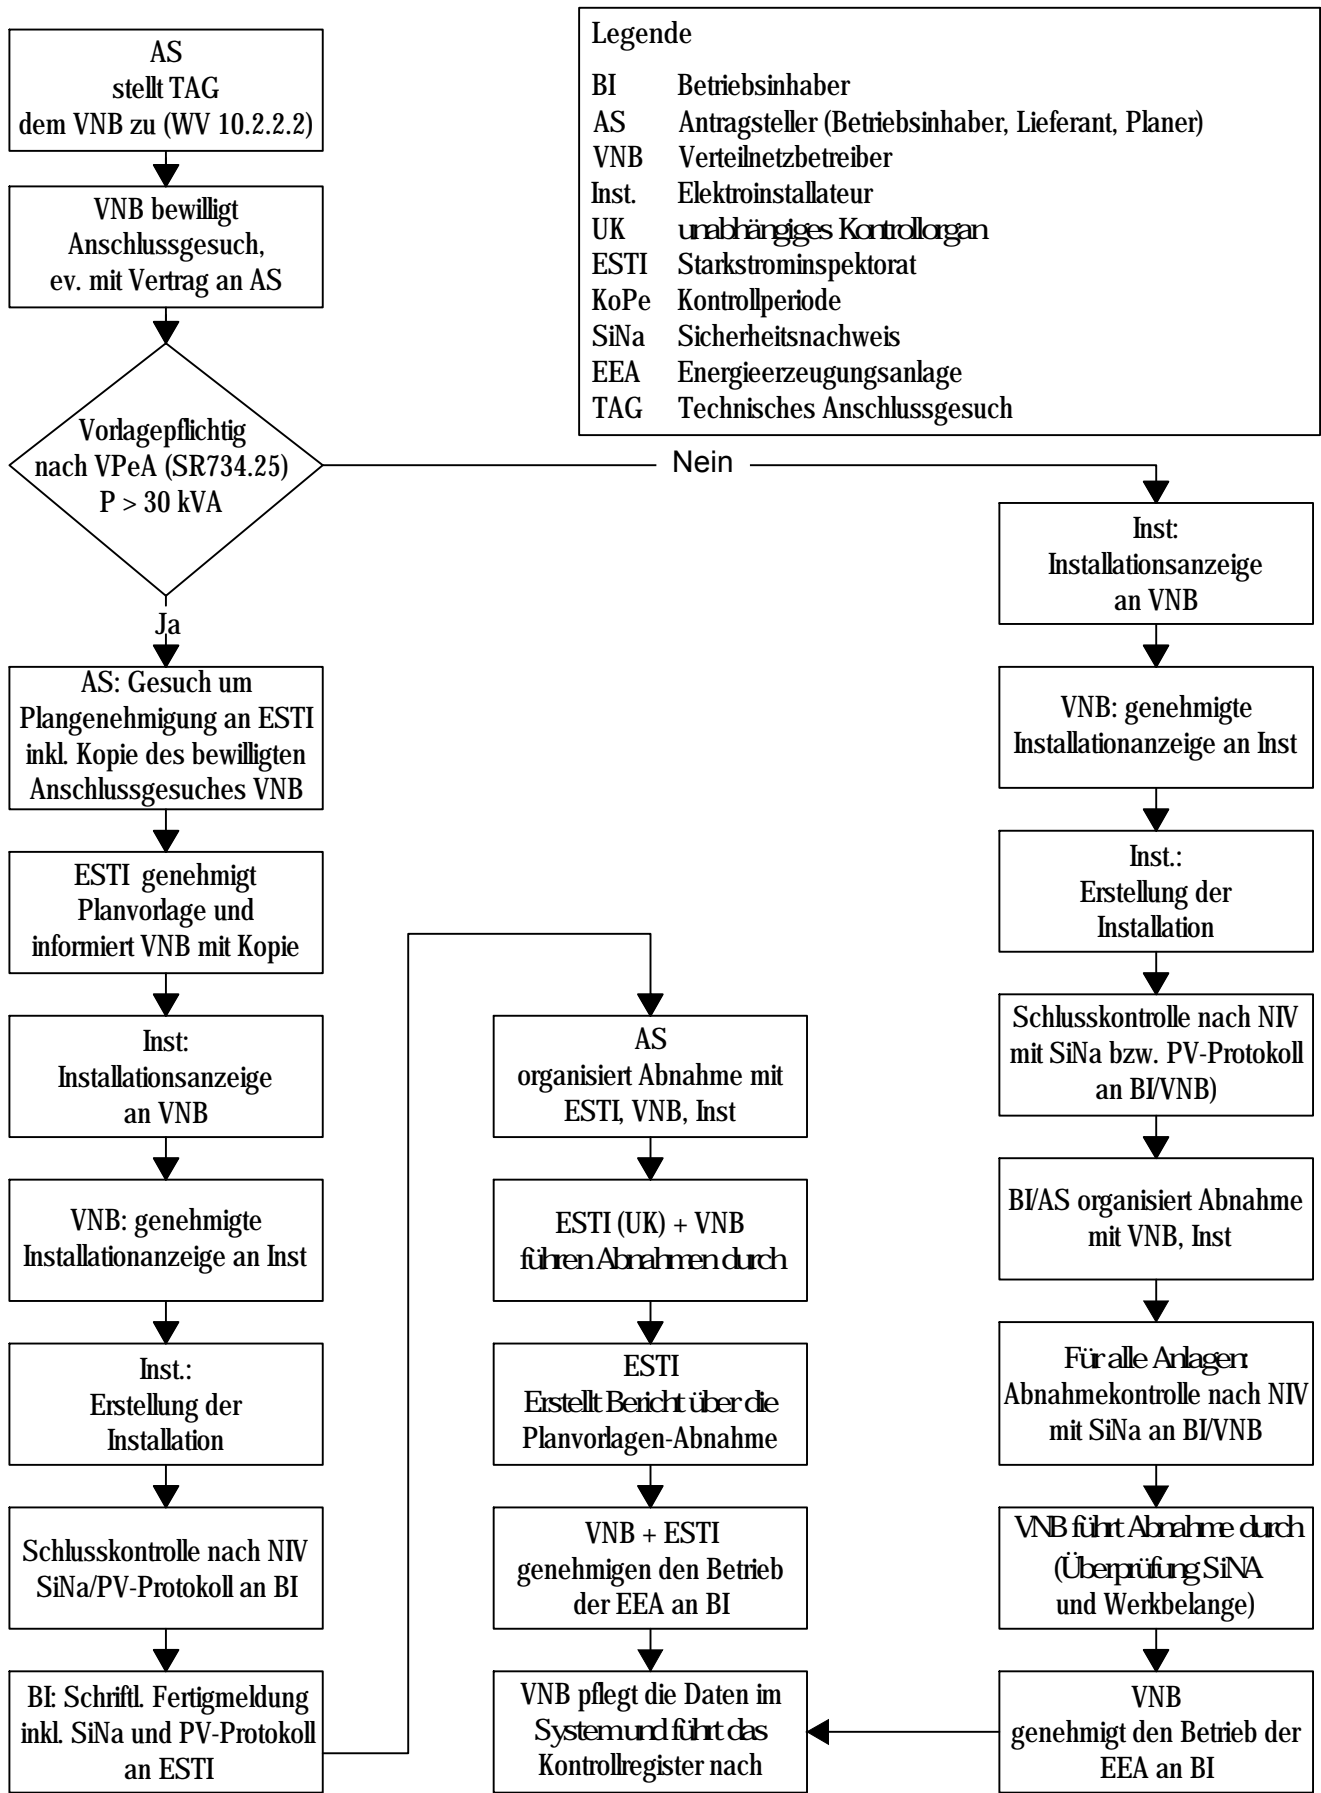 AS
stellt TAG
dem VNB zu (WV 10.2.2.2)
VNB bewilligt
Anschlussgesuch,
ev. mit Vertrag an AS
Vorlagepflichtig
nach VPeA (SR734.25)
P > 30 kVA
Ja
AS: Gesuch um
Plangenehmigung an ESTI
inkl. Kopie des bewilligten
Anschlussgesuches VNB
ESTI genehmigt
Planvorlage und
informiert VNB mit Kopie
Inst:
Installationsanzeige
an VNB
VNB: genehmigte
Installationanzeige an Inst
Inst.:
Erstellung der
Installation
Schlusskontrolle nach NIV
SiNa/PV-Protokoll an BI
BI: Schriftl. Fertigmeldung
inkl. SiNa und PV-Protokoll
an ESTI
Legende
BI Betriebsinhaber
AS Antragsteller (Betriebsinhaber, Lieferant, Planer)
VNB Verteilnetzbetreiber
Inst. Elektroinstallateur
UK unabhängiges Kontrollorgan
ESTI Starkstrominspektorat
KoPe Kontrollperiode
SiNa Sicherheitsnachweis
EEA Energieerzeugungsanlage
TAG Technisches Anschlussgesuch
Nein
AS
organisiert Abnahme mit
ESTI, VNB, Inst
ESTI (UK) + VNB
führen Abnahmen durch
ESTI
Erstellt Bericht über die
Planvorlagen-Abnahme
VNB + ESTI
genehmigen den Betrieb
der EEA an BI
VNB pflegt die Daten im
System und führt das
Kontrollregister nach
Inst:
Installationsanzeige
an VNB
VNB: genehmigte
Installationanzeige an Inst
Inst.:
Erstellung der
Installation
Schlusskontrolle nach NIV
mit SiNa bzw. PV-Protokoll
an BI/VNB)
BI/AS organisiert Abnahme
mit VNB, Inst
Für alle Anlagen:
Abnahmekontrolle nach NIV
mit SiNa an BI/VNB
VNB führt Abnahme durch
(Überprüfung SiNA
und Werkbelange)
VNB
genehmigt den Betrieb der
EEA an BI